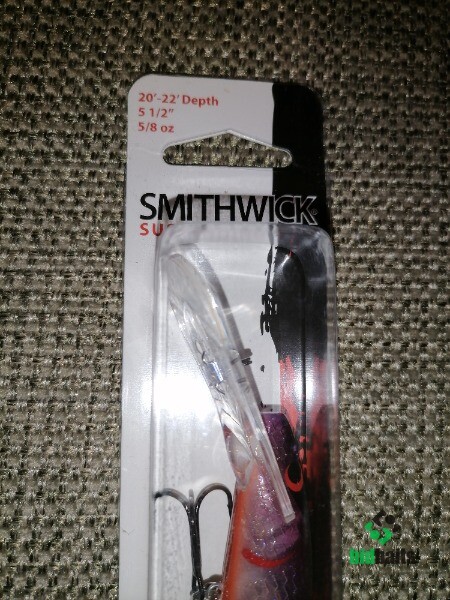 20'-22' Depth
5 1/2"
5/8 oz
SMITHWICK®